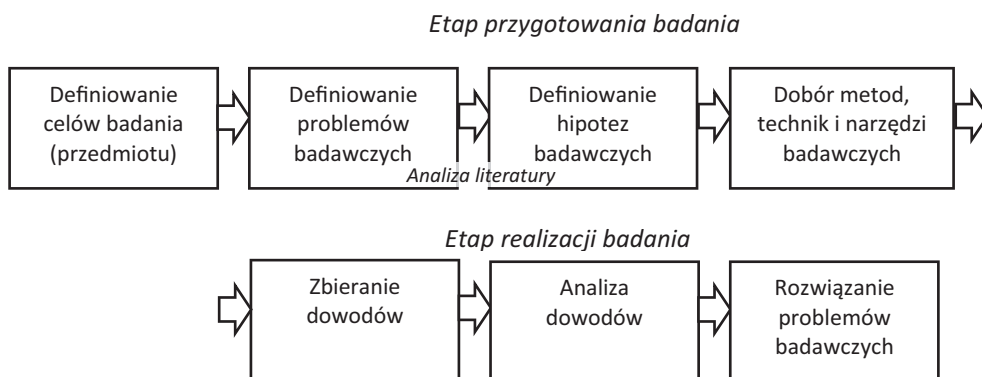 Etap przygotowania badania
Definiowanie
celów badania
(przedmiotu)
Definiowanie
problemów
badawczych
Definiowanie
hipotez
badawczych
Dobór metod,
technik i narzędzi
badawczych
Analiza literatury
Etap realizacji badania
Zbieranie
dowodów
Analiza
dowodów
Rozwiązanie
problemów
badawczych